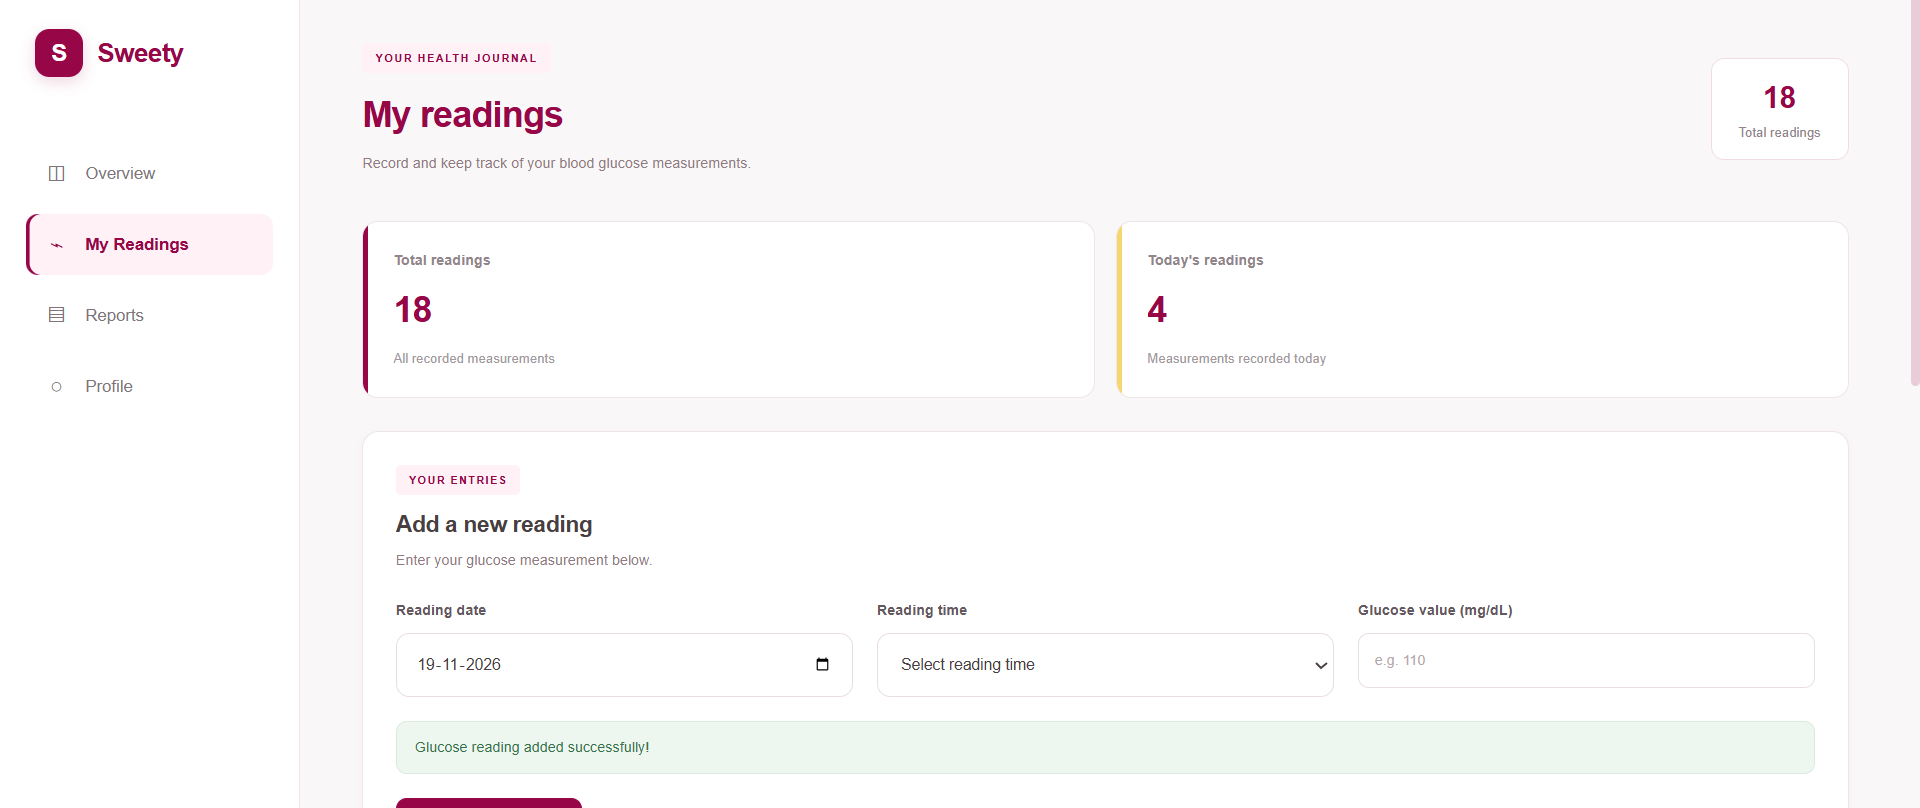 S
Sweety
Overview
My Readings
Reports
Profile
YOUR HEALTH JOURNAL
My readings
Record and keep track of your blood glucose measurements.
18
Total readings
Total readings
18
All recorded measurements
Today's readings
4
Measurements recorded today
YOUR ENTRIES
Add a new reading
Enter your glucose measurement below.
Reading date
19-11-2026
Reading time
Select reading time
Glucose value (mg/dL)
e.g. 110
Glucose reading added successfully!